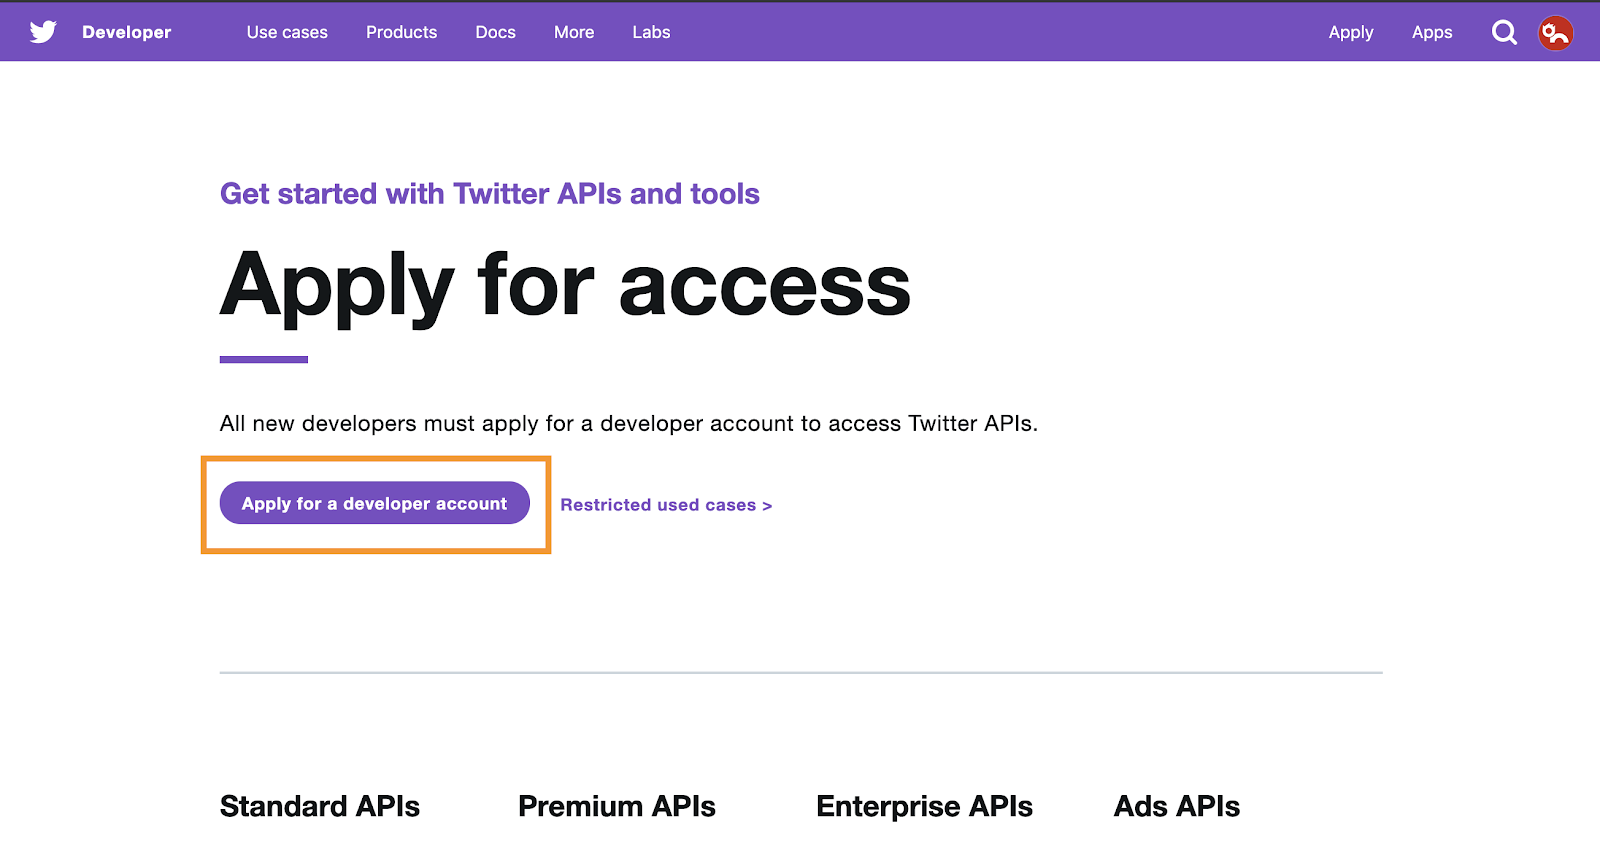 Developer Use cases Products Docs More Labs Apply Apps
Get started with Twitter APIs and tools
Apply for access
All new developers must apply for a developer account to access Twitter APIs.
Apply for a developer account Restricted used cases >
Standard APIs Premium APIs Enterprise APIs Ads APIs